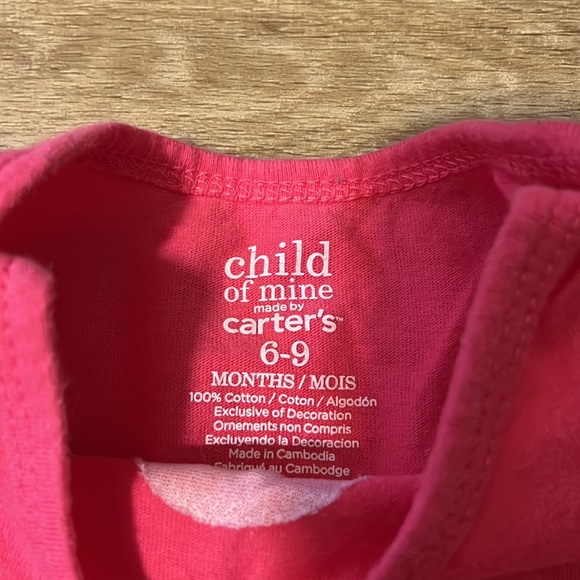 child
of mine
made by
carter's™
6-9
MONTHS / MOIS
100% Cotton / Coton / Algodón
Exclusive of Decoration
Ornements non Compris
Excluyendo la Decoracion
Made in Cambodia
Fabriqué au Cambodge